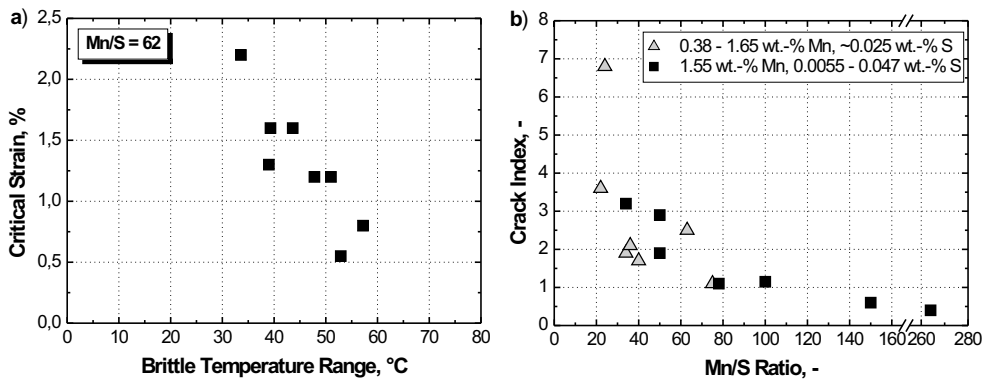 a)
Mn/S = 62
2,5
2,0
1,5
1,0
0,5
0,0
Critical Strain, %
0 10 20 30 40 50 60 70 80
Brittle Temperature Range, °C
b)
0.38 - 1.65 wt.-% Mn, ~0.025 wt.-% S
1.55 wt.-% Mn, 0.0055 - 0.047 wt.-% S
8
7
6
5
4
3
2
1
0
Crack Index, -
0 20 40 60 80 100 120 140 160 260 280
Mn/S Ratio, -